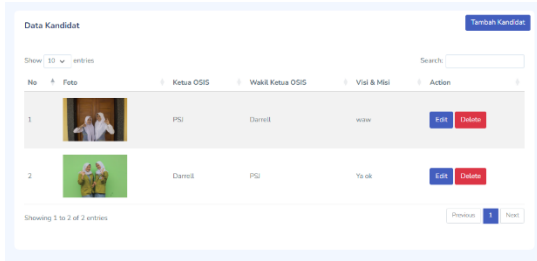 Data Kandidat
Tambah Kandidat
Show 10 entries
Search:
No Foto Ketua OSIS Wakil Ketua OSIS Visi & Misi Action
1 PSI Darrell waw Edit Delete
2 Darrell PSI Ya ok Edit Delete
Showing 1 to 2 of 2 entries
Previous 1 Next